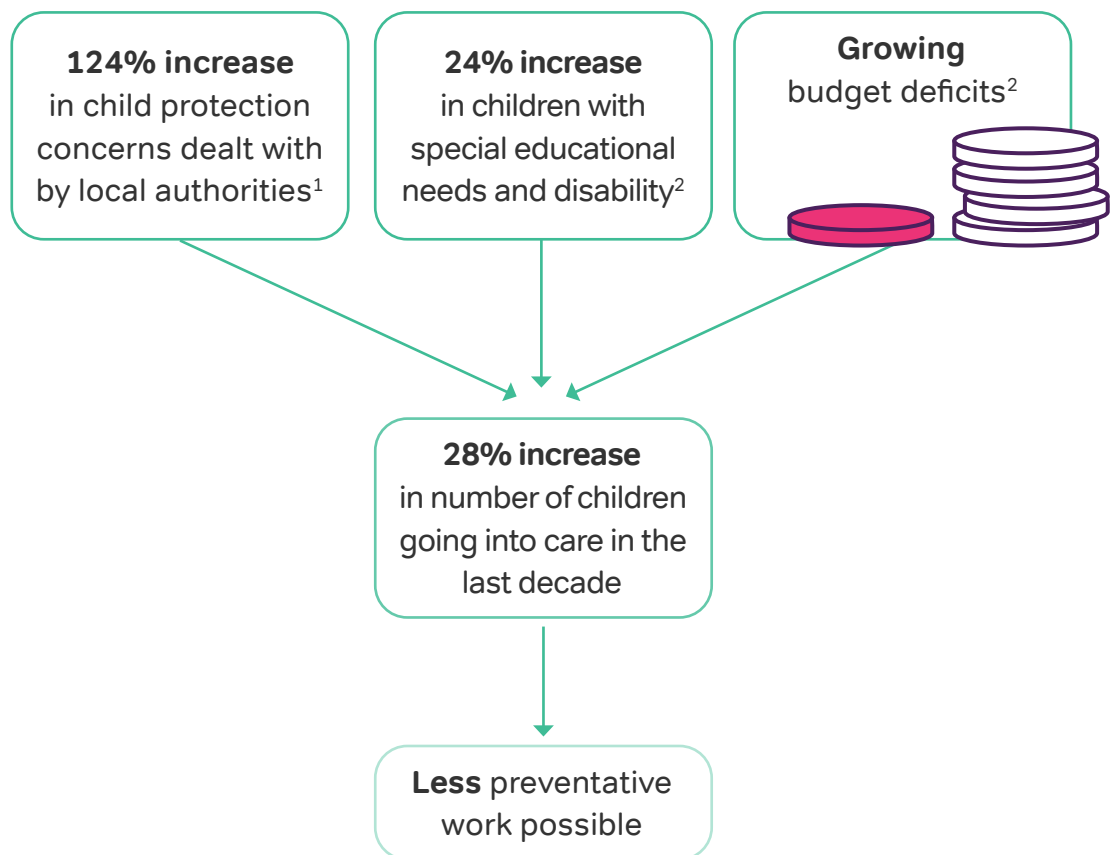 124% increase
in child protection
concerns dealt with
by local authorities¹
24% increase
in children with
special educational
needs and disability²
Growing
budget deficits²
28% increase
in number of children
going into care in the
last decade
Less preventative
work possible